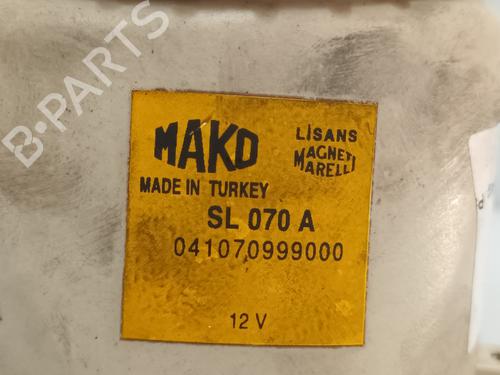 B-PARTS
MAKO
LİSANS
MAGNETI
MARELLI
MADE IN TURKEY
SL 070 A
041070999000
12 V